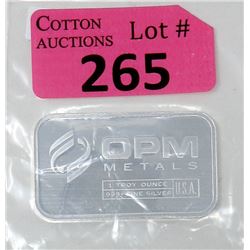 COTTON AUCTIONS Lot #
265
OPM
METALS
1 TROY OUNCE
.999+ FINE SILVER U.S.A.